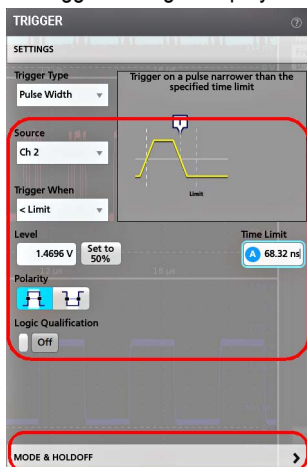 TRIGGER
SETTINGS
Trigger Type
Pulse Width
Trigger on a pulse narrower than the
specified time limit
Source
Ch 2
Trigger When
< Limit
Limit
Level
Time Limit
1.4696 V
Set to
50%
A 68.32 ns
Polarity
Logic Qualification
Off
MODE & HOLDOFF